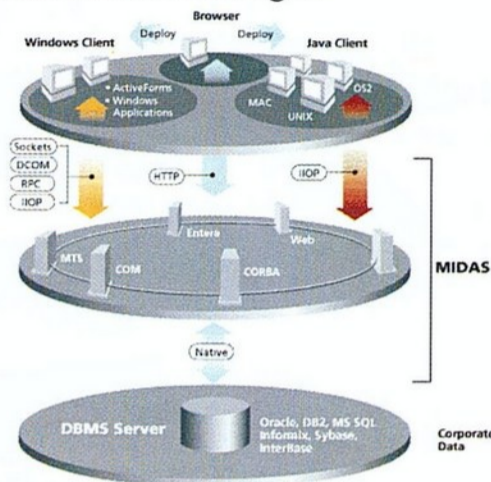 Browser
Windows Client
Deploy
Deploy
Java Client
• ActiveForms
• Windows
Applications
MAC
UNIX
OS2
Sockets
DCOM
RPC
IIOP
HTTP
IIOP
Entera
Web
MTS
COM
CORBA
MIDAS
Native
DBMS Server
Oracle, DB2, MS SQL
Informix, Sybase,
InterBase
Corporate
Data